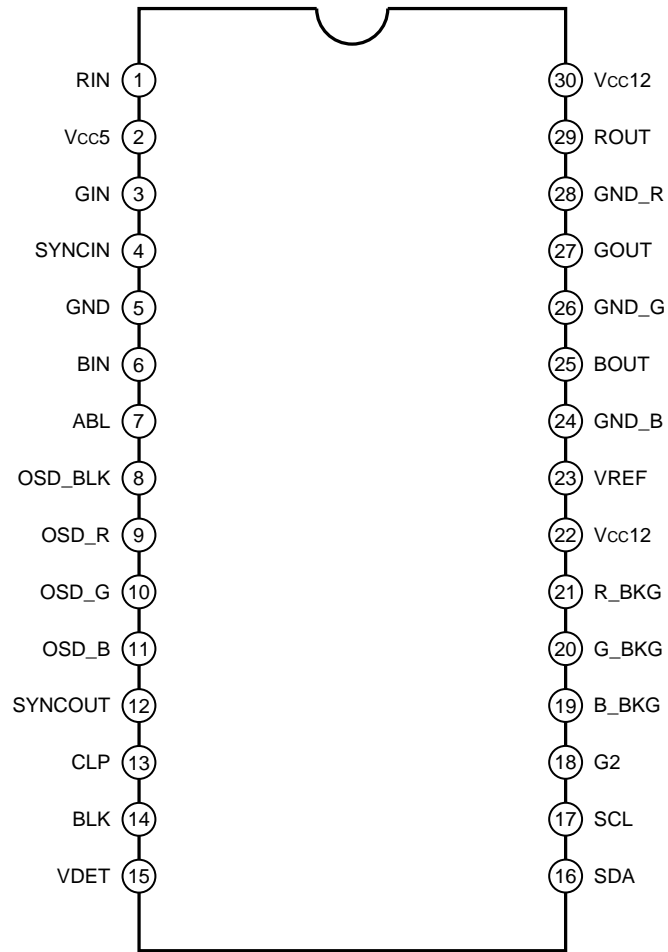 RIN 1 30 Vcc12
Vcc5 2 29 ROUT
GIN 3 28 GND_R
SYNCIN 4 27 GOUT
GND 5 26 GND_G
BIN 6 25 BOUT
ABL 7 24 GND_B
OSD_BLK 8 23 VREF
OSD_R 9 22 Vcc12
OSD_G 10 21 R_BKG
OSD_B 11 20 G_BKG
SYNCOUT 12 19 B_BKG
CLP 13 18 G2
BLK 14 17 SCL
VDET 15 16 SDA